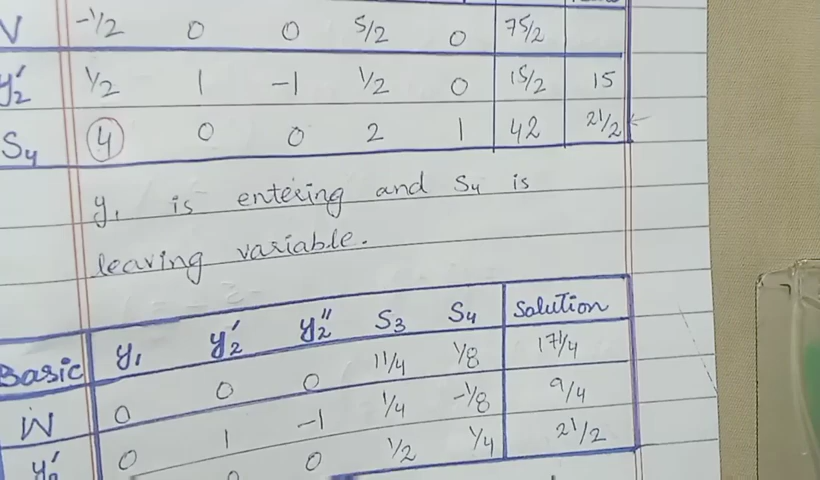 W -1/2 0 0 5/2 0 75/2
y₂′ 1/2 1 -1 1/2 0 15/2 15
S₄ 4 0 0 2 1 42 21/2 ←
y₁ is entering and S₄ is
leaving variable.
Basic y₁ y₂′ y₂″ S₃ S₄ Solution
W 0 0 0 11/4 1/8 171/4
y₂′ 0 1 -1 1/4 -1/8 9/4
0 0 1/2 1/4 21/2